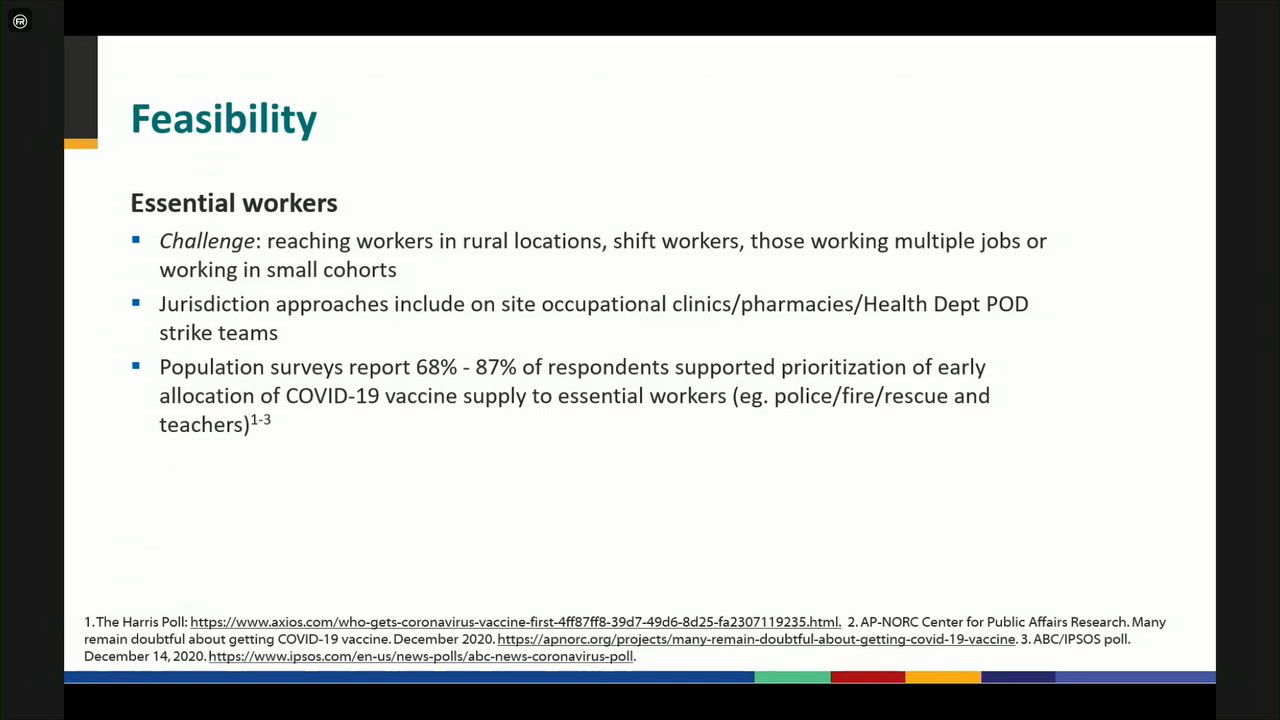 FR
Feasibility
Essential workers
Challenge: reaching workers in rural locations, shift workers, those working multiple jobs or
working in small cohorts
Jurisdiction approaches include on site occupational clinics/pharmacies/Health Dept POD
strike teams
Population surveys report 68% - 87% of respondents supported prioritization of early
allocation of COVID-19 vaccine supply to essential workers (eg. police/fire/rescue and
teachers)1-3
1. The Harris Poll: https://www.axios.com/who-gets-coronavirus-vaccine-first-4ff87ff8-39d7-49d6-8d25-fa2307119235.html. 2. AP-NORC Center for Public Affairs Research. Many
remain doubtful about getting COVID-19 vaccine. December 2020. https://apnorc.org/projects/many-remain-doubtful-about-getting-covid-19-vaccine. 3. ABC/IPSOS poll.
December 14, 2020. https://www.ipsos.com/en-us/news-polls/abc-news-coronavirus-poll.